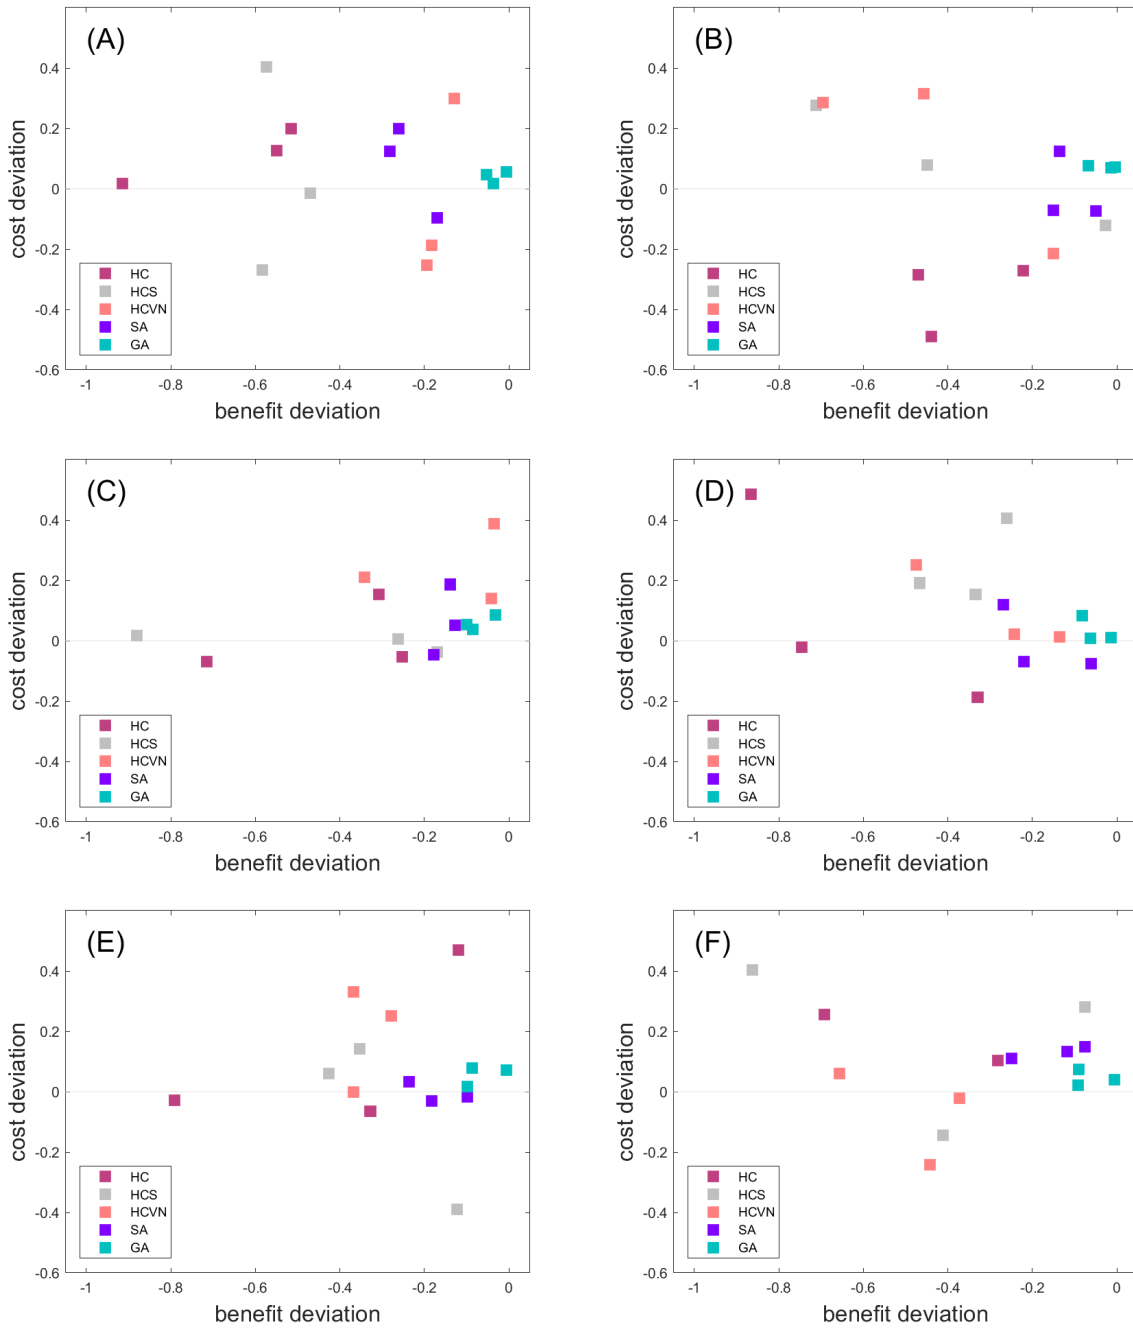 (A)
0.4
0.2
0
-0.2
-0.4
-0.6
cost deviation
HC
HCS
HCVN
SA
GA
-1
-0.8
-0.6
-0.4
-0.2
0
benefit deviation
(B)
0.4
0.2
0
-0.2
-0.4
-0.6
cost deviation
HC
HCS
HCVN
SA
GA
-1
-0.8
-0.6
-0.4
-0.2
0
benefit deviation
(C)
0.4
0.2
0
-0.2
-0.4
-0.6
cost deviation
HC
HCS
HCVN
SA
GA
-1
-0.8
-0.6
-0.4
-0.2
0
benefit deviation
(D)
0.4
0.2
0
-0.2
-0.4
-0.6
cost deviation
HC
HCS
HCVN
SA
GA
-1
-0.8
-0.6
-0.4
-0.2
0
benefit deviation
(E)
0.4
0.2
0
-0.2
-0.4
-0.6
cost deviation
HC
HCS
HCVN
SA
GA
-1
-0.8
-0.6
-0.4
-0.2
0
benefit deviation
(F)
0.4
0.2
0
-0.2
-0.4
-0.6
cost deviation
HC
HCS
HCVN
SA
GA
-1
-0.8
-0.6
-0.4
-0.2
0
benefit deviation